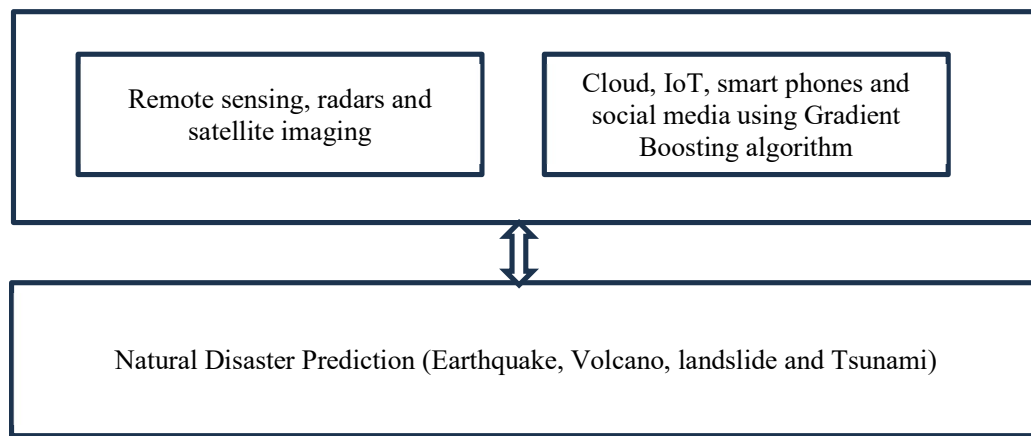 Remote sensing, radars and
satellite imaging
Cloud, IoT, smart phones and
social media using Gradient
Boosting algorithm
Natural Disaster Prediction (Earthquake, Volcano, landslide and Tsunami)